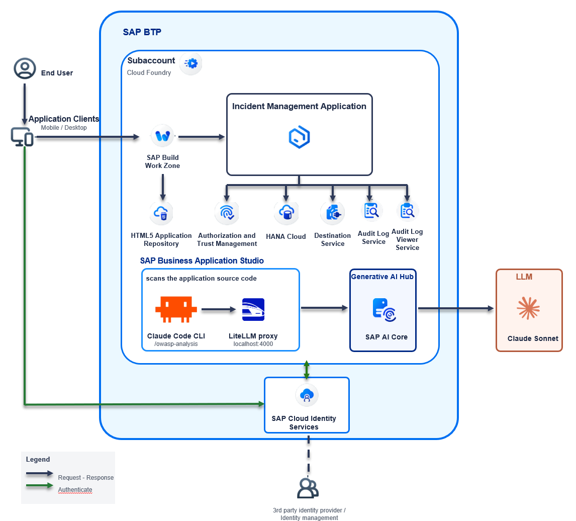 SAP BTP
Subaccount
Cloud Foundry
End User
Application Clients
Mobile / Desktop
Incident Management Application
SAP Build
Work Zone
HTML5 Application
Repository
Authorization and
Trust Management
HANA Cloud
Destination
Service
Audit Log
Service
Audit Log
Viewer
Service
SAP Business Application Studio
scans the application source code
Claude Code CLI
/owasp-analysis
LiteLLM proxy
localhost:4000
Generative AI Hub
SAP AI Core
LLM
Claude Sonnet
SAP Cloud Identity
Services
Legend
Request - Response
Authenticate
3rd party identity provider /
Identity management